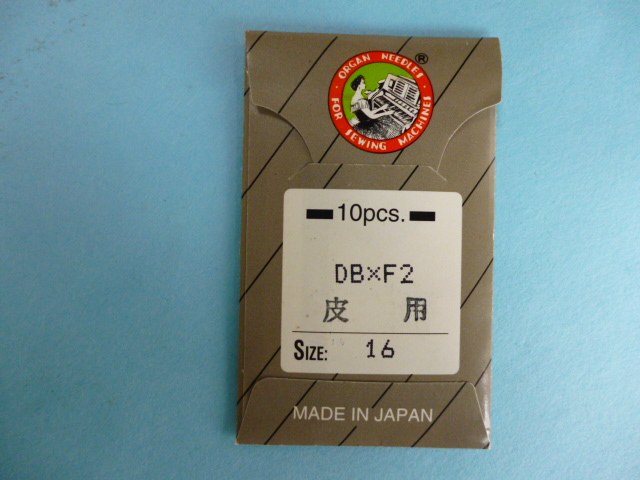 ORGAN NEEDLES
FOR SEWING MACHINES
®
10pcs.
DB×F2
皮 用
SIZE: 16
MADE IN JAPAN